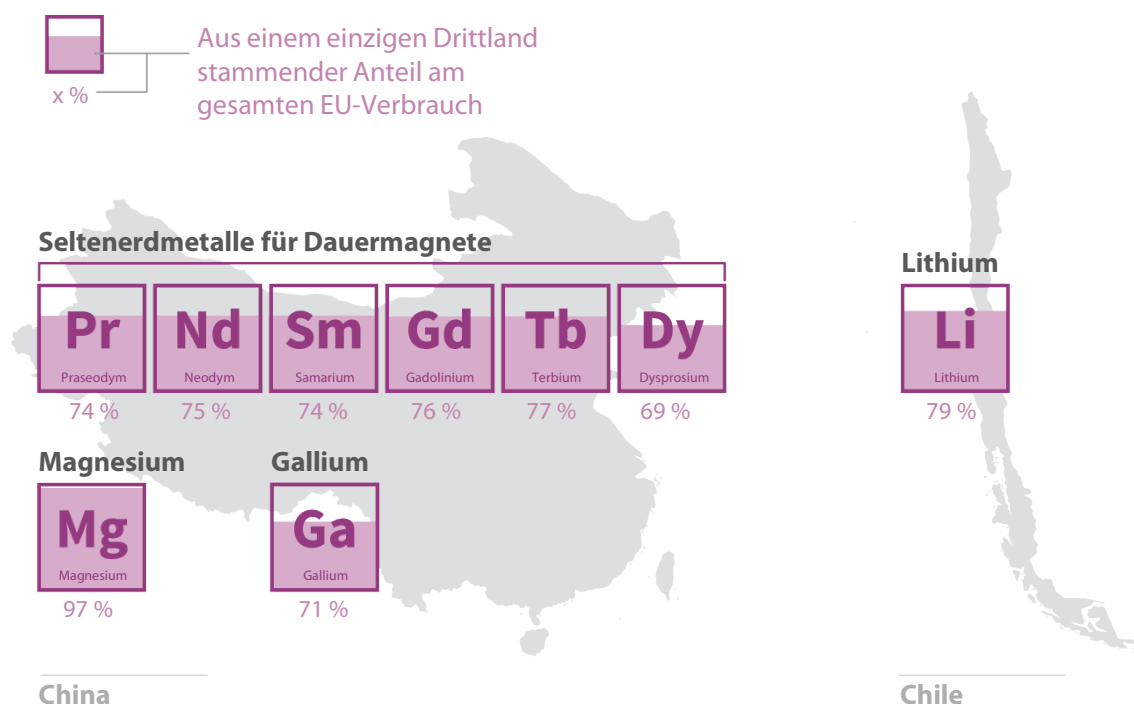 Aus einem einzigen Drittland
stammender Anteil am
gesamten EU-Verbrauch
x %
Seltenerdmetalle für Dauermagnete
Pr
Praseodym
74 %
Nd
Neodym
75 %
Sm
Samarium
74 %
Gd
Gadolinium
76 %
Tb
Terbium
77 %
Dy
Dysprosium
69 %
Magnesium
Mg
Magnesium
97 %
Gallium
Ga
Gallium
71 %
China
Lithium
Li
Lithium
79 %
Chile